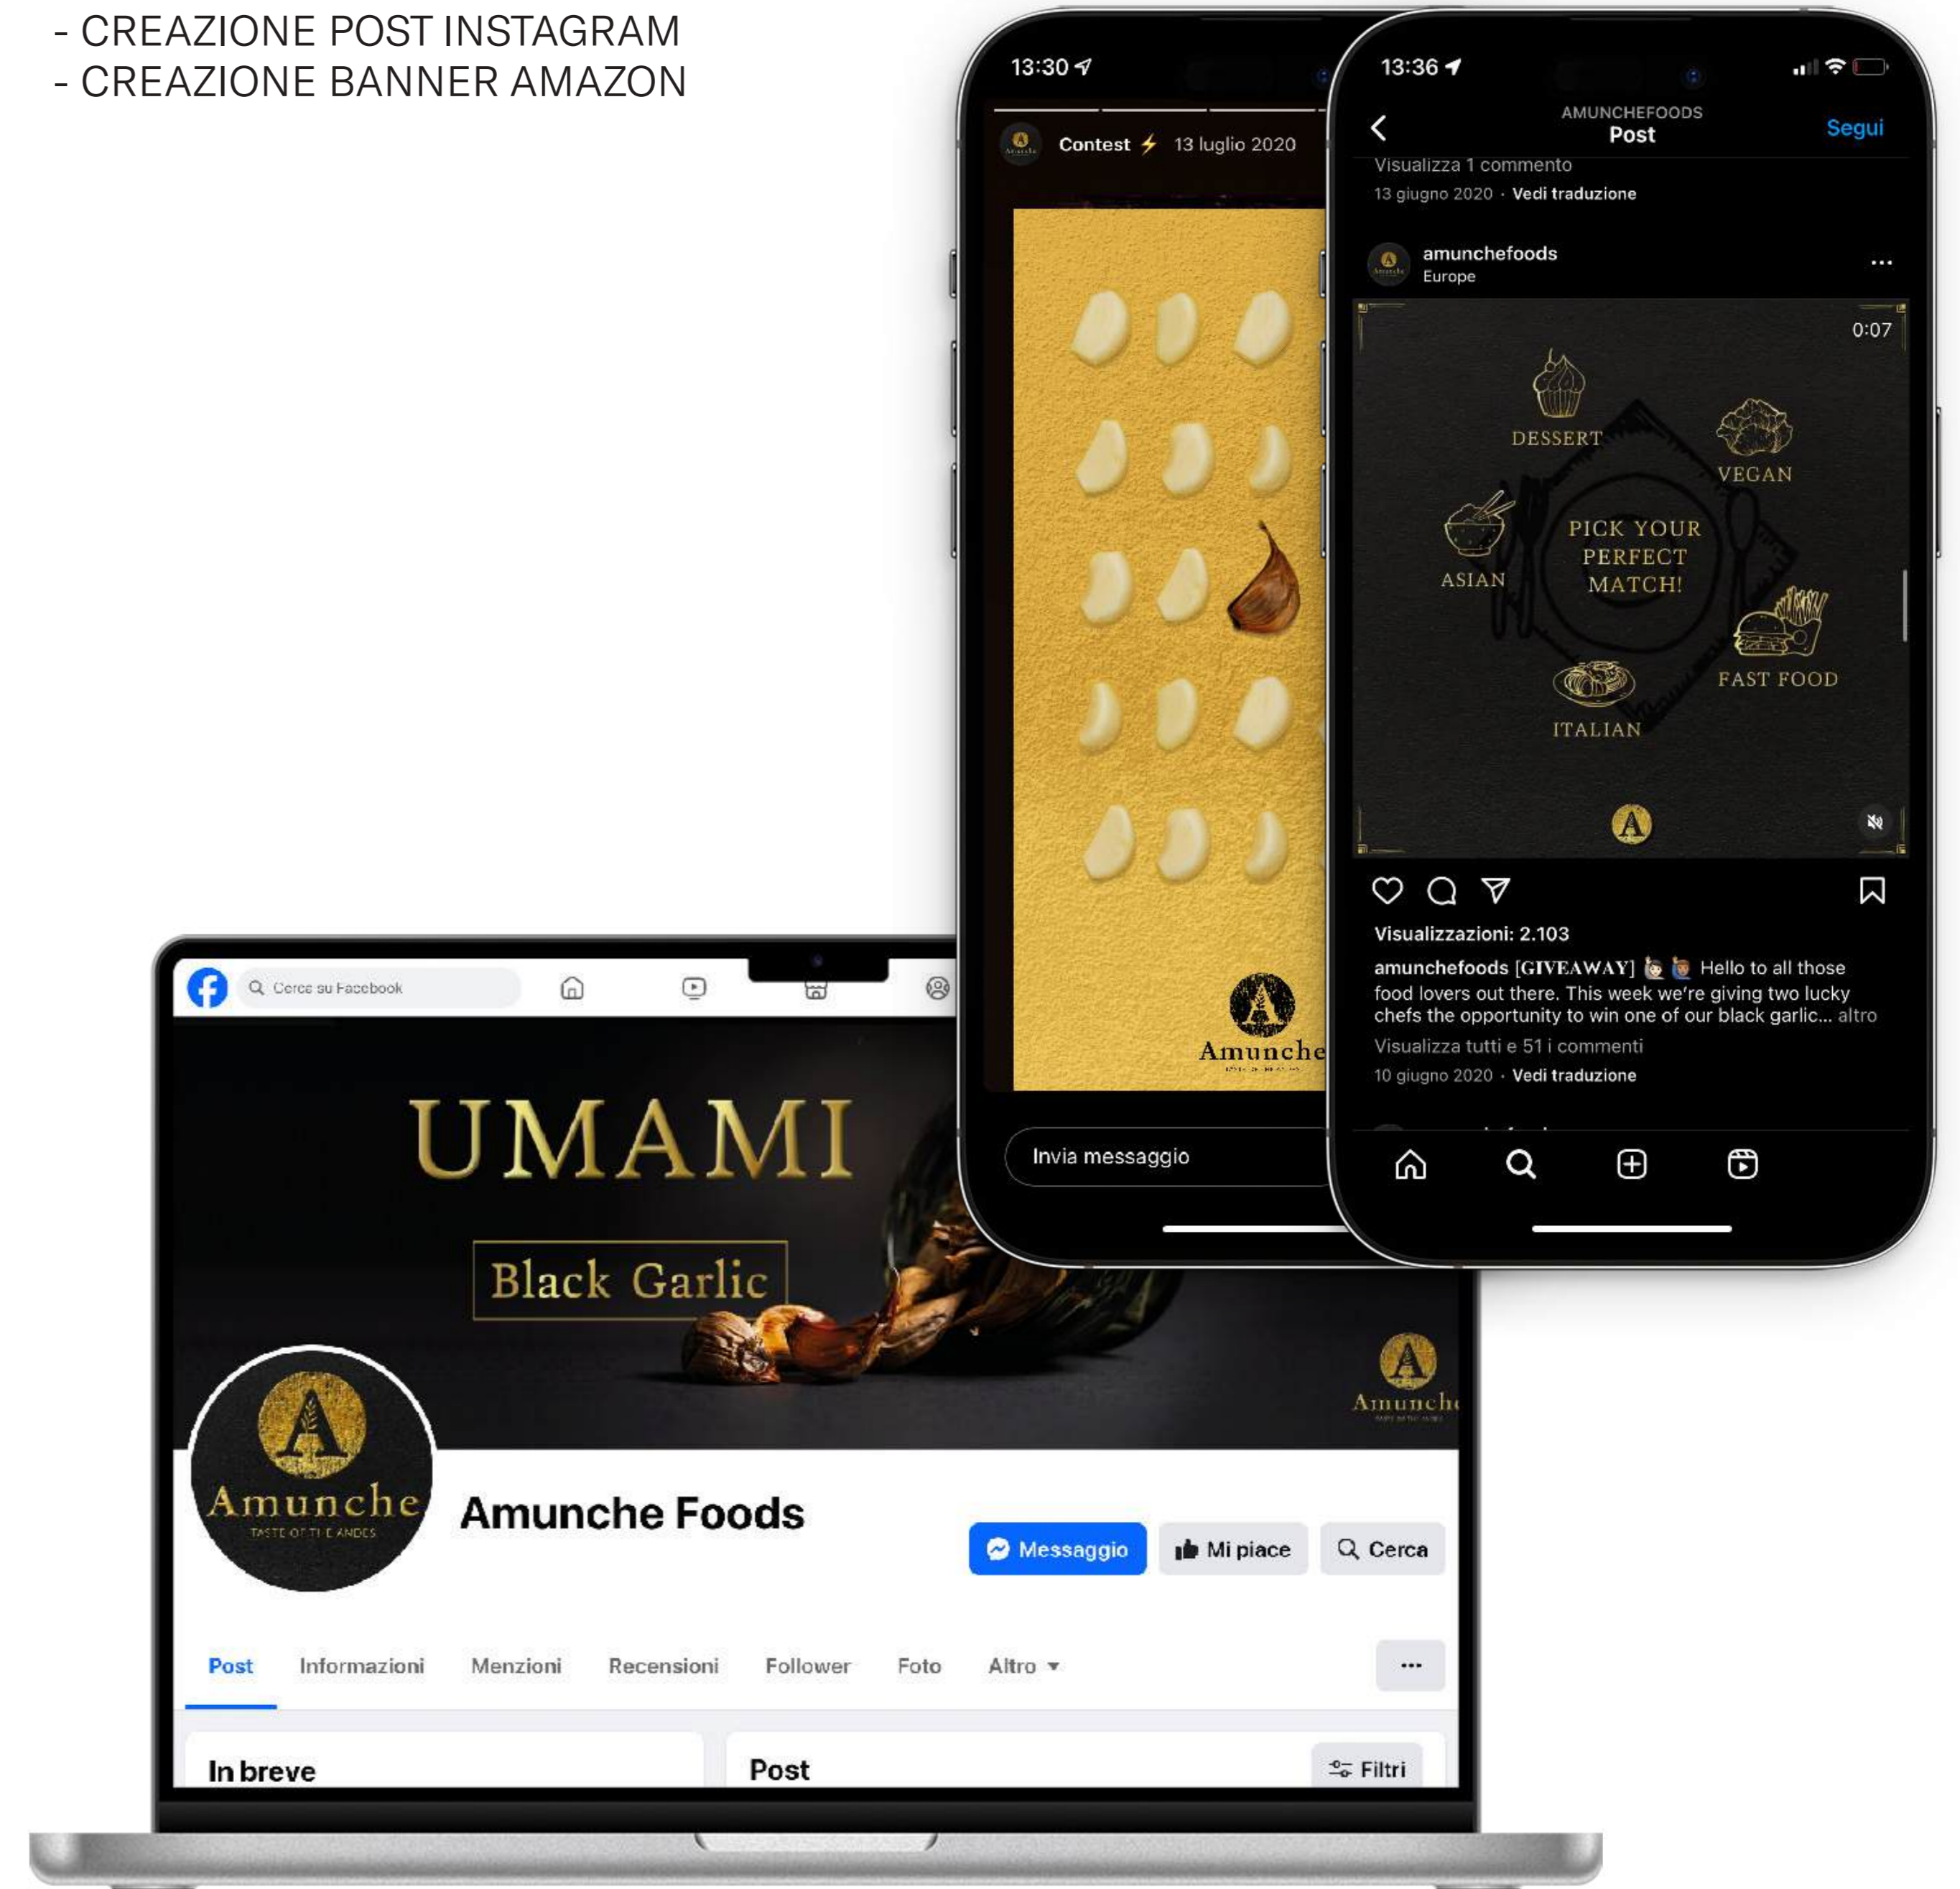 - CREAZIONE POST INSTAGRAM
- CREAZIONE BANNER AMAZON
13:30
Contest ⚡ 13 luglio 2020
Amunche
Invia messaggio
13:36
AMUNCHEFOODS
Post
Segui
Visualizza 1 commento
13 giugno 2020 · Vedi traduzione
amunchefoods
Europe
0:07
DESSERT
VEGAN
ASIAN
PICK YOUR
PERFECT
MATCH!
FAST FOOD
ITALIAN
A
Visualizzazioni: 2.103
amunchefoods [GIVEAWAY] 🙋🏻 🙋🏽 Hello to all those
food lovers out there. This week we're giving two lucky
chefs the opportunity to win one of our black garlic... altro
Visualizza tutti e 51 i commenti
10 giugno 2020 · Vedi traduzione
Cerca su Facebook
UMAMI
Black Garlic
Amunche
TASTE OF THE ANDES
Amunche Foods
Messaggio
Mi piace
Cerca
Post Informazioni Menzioni Recensioni Follower Foto Altro
In breve
Post
Filtri